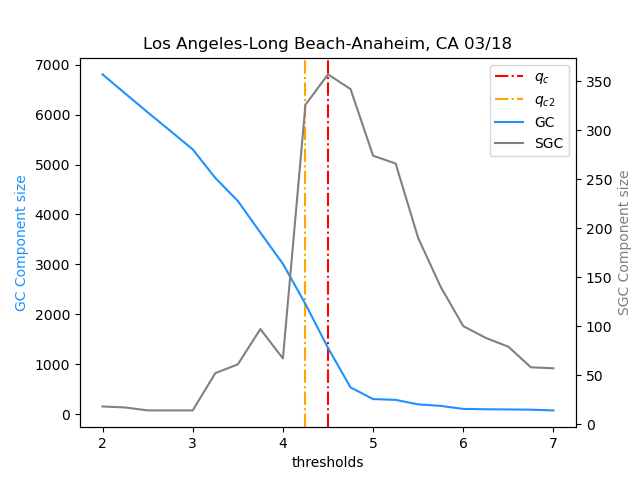 Los Angeles-Long Beach-Anaheim, CA 03/18
7000
6000
5000
4000
3000
2000
1000
0
GC Component size
350
300
250
200
150
100
50
0
SGC Component size
q_c
q_{c2}
GC
SGC
2 3 4 5 6 7
thresholds